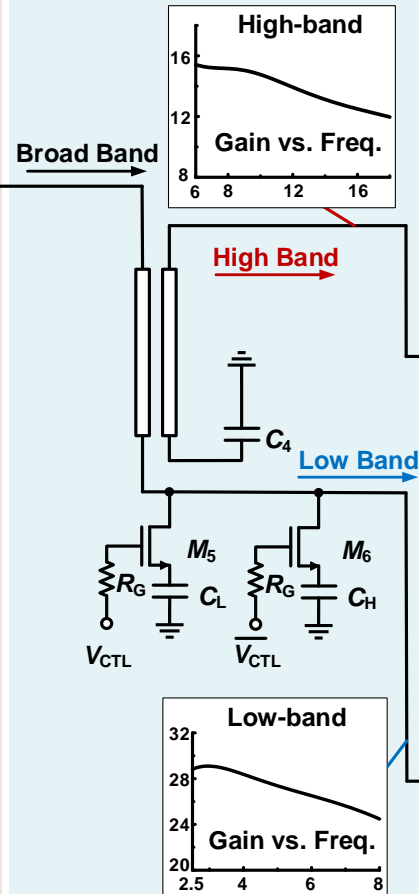 High-band
16
12
8
Gain vs. Freq.
6 8 12 16
Broad Band
High Band
C4
Low Band
M5
M6
RG
CL
RG
CH
VCTL
V̅C̅T̅L̅
Low-band
32
28
24
20
Gain vs. Freq.
2.5 4 6 8